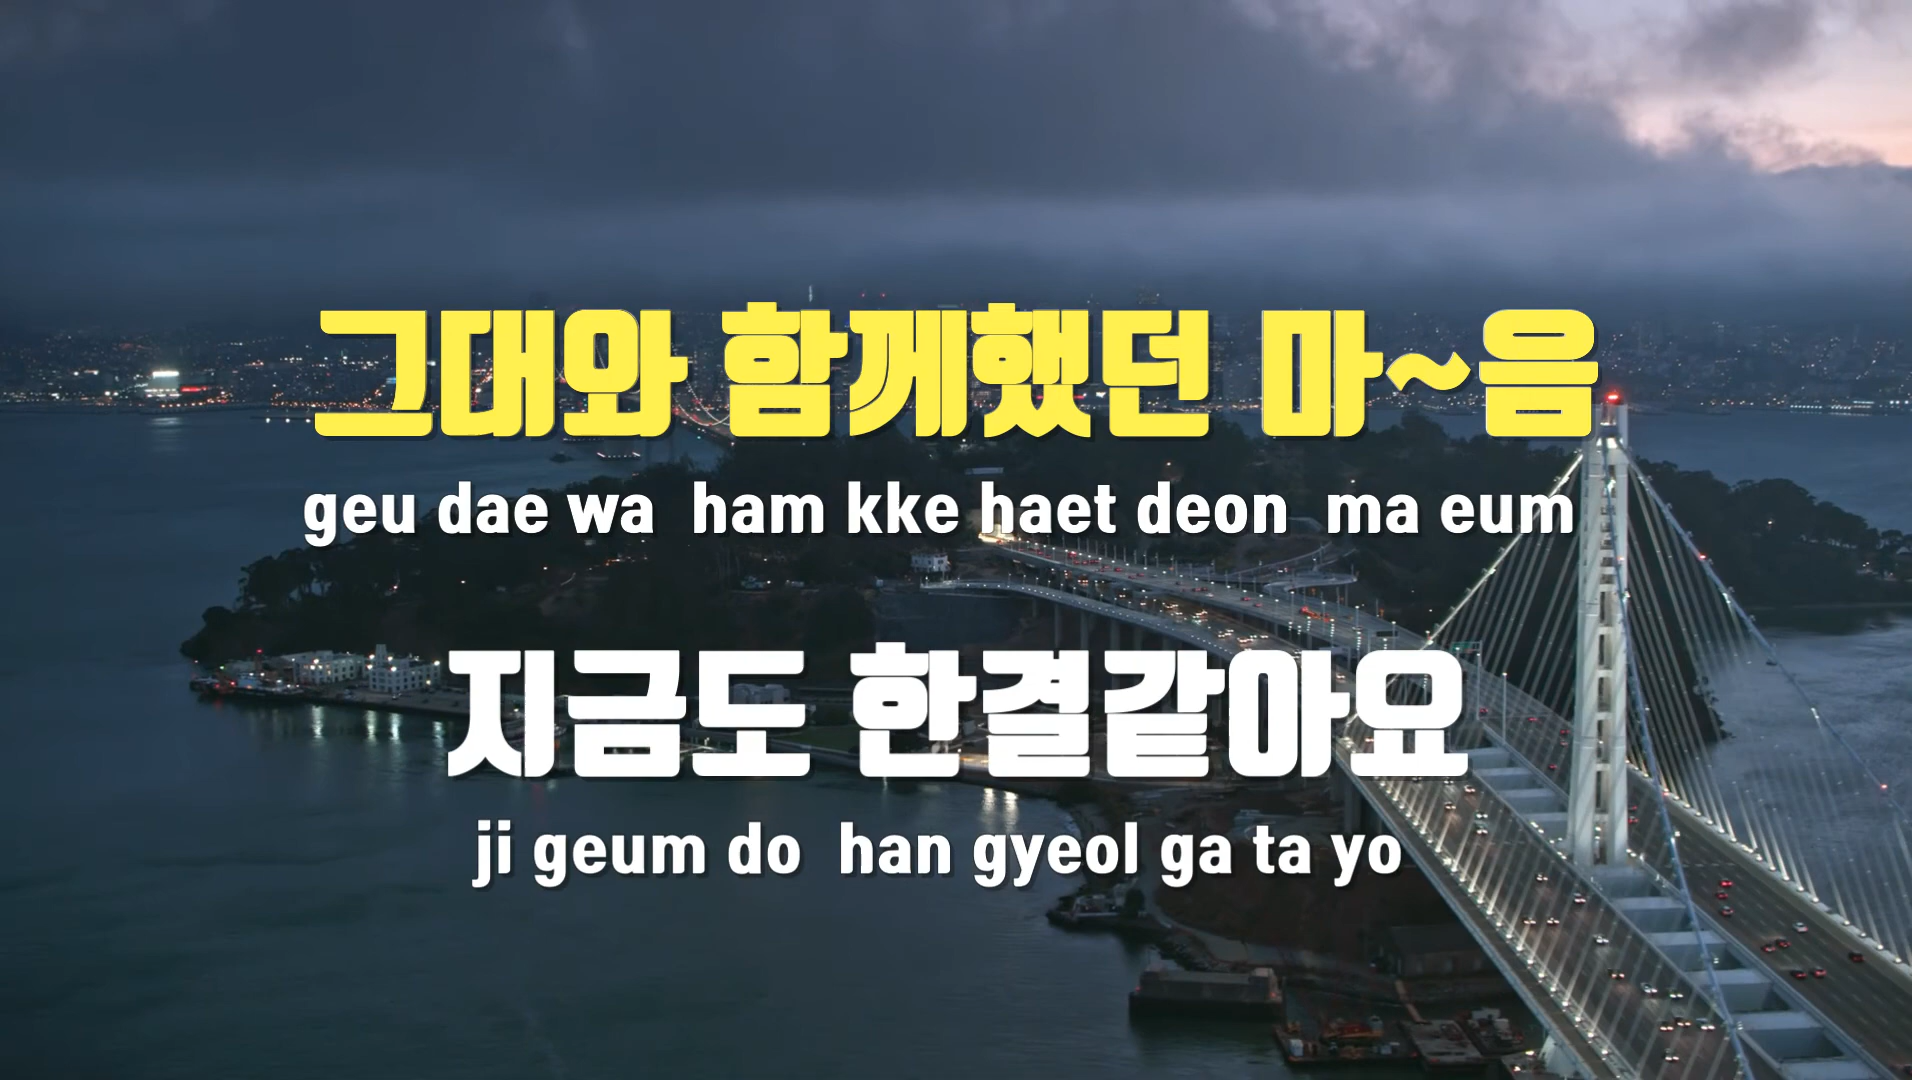 그대와 함께했던 마~음
geu dae wa ham kke haet deon ma eum
지금도 한결같아요
ji geum do han gyeol ga ta yo